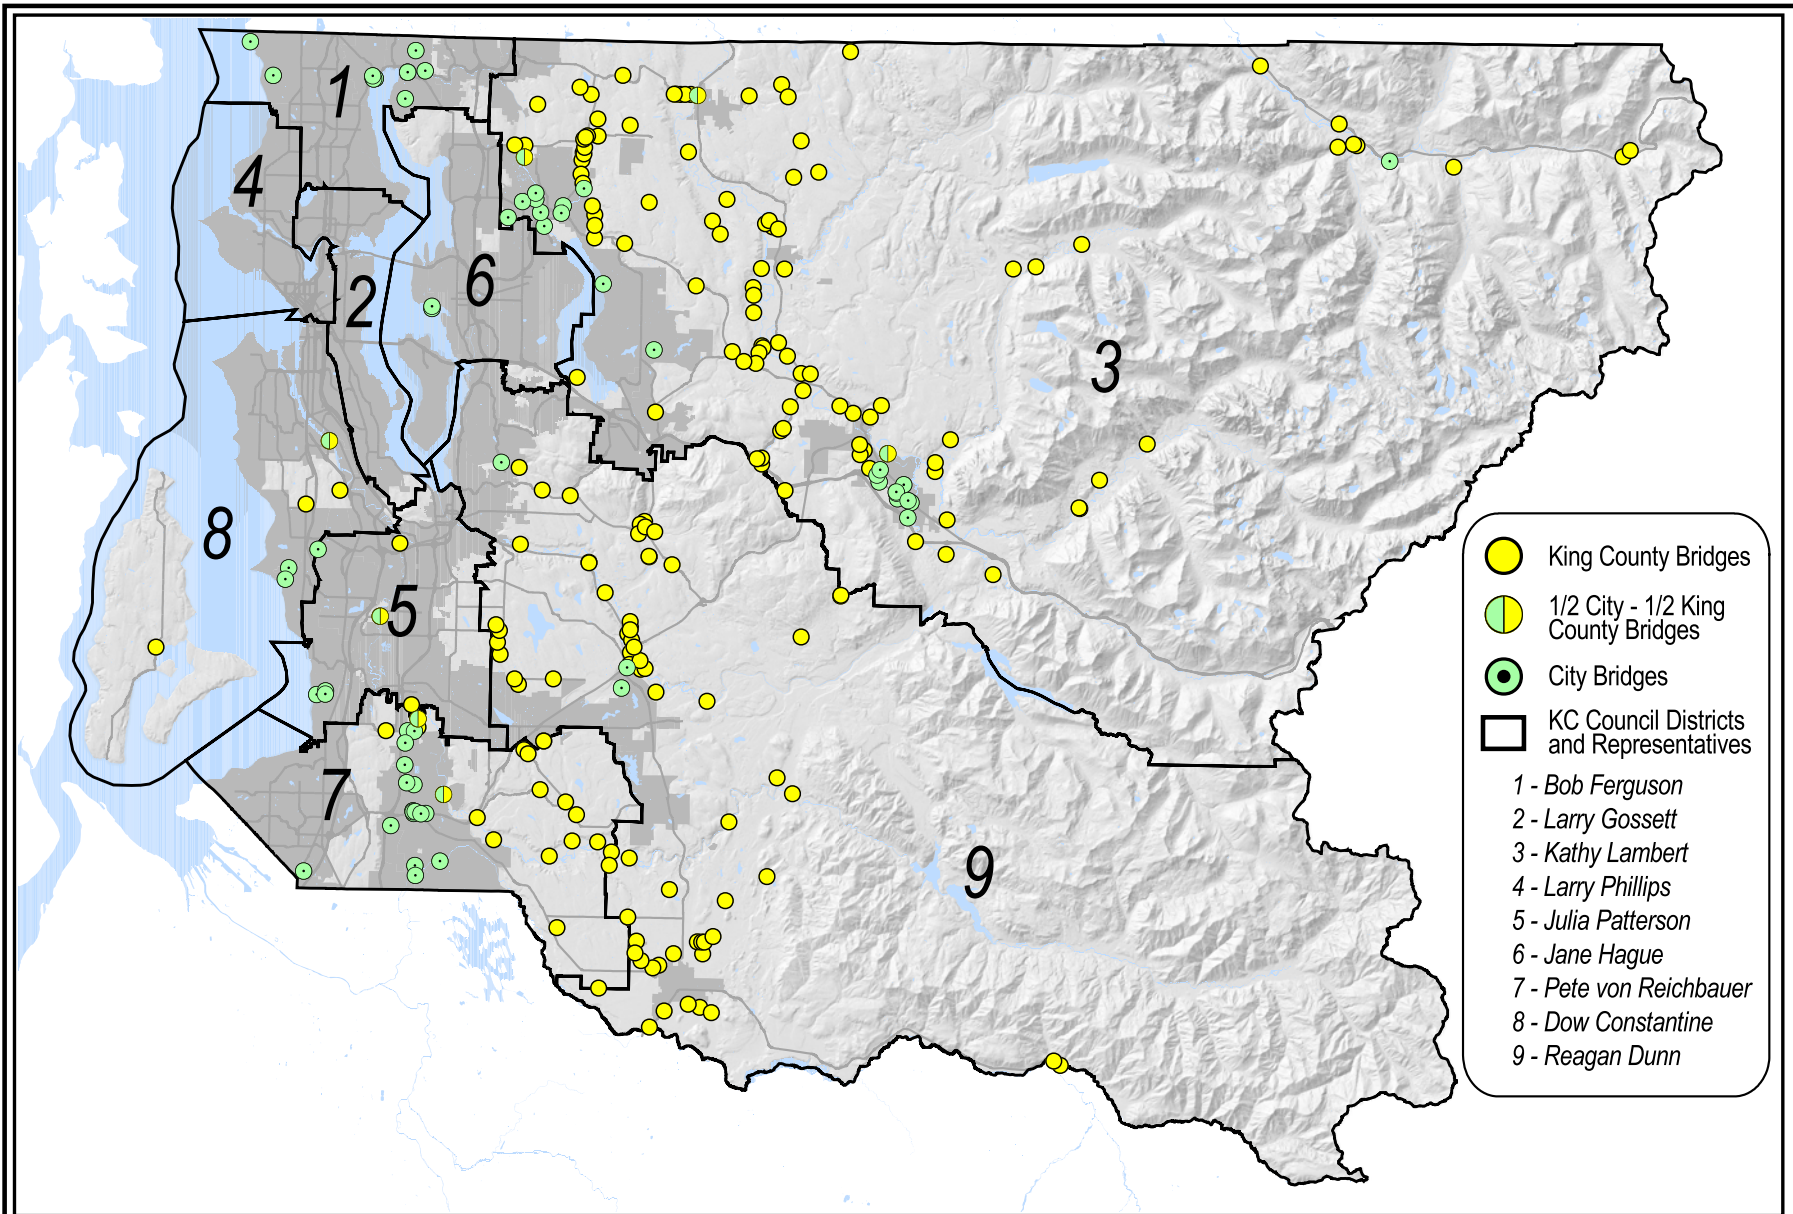 1
4
2
6
3
8
5
7
9
King County Bridges
1/2 City - 1/2 King
County Bridges
City Bridges
KC Council Districts
and Representatives
1 - Bob Ferguson
2 - Larry Gossett
3 - Kathy Lambert
4 - Larry Phillips
5 - Julia Patterson
6 - Jane Hague
7 - Pete von Reichbauer
8 - Dow Constantine
9 - Reagan Dunn